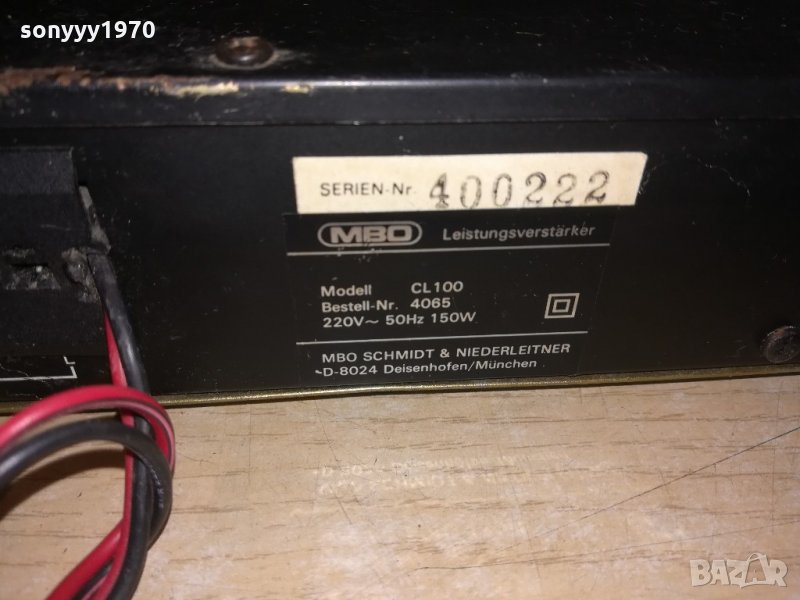 sonyyy1970
SERIEN-Nr. 400222
MBO Leistungsverstärker
Modell CL100
Bestell-Nr. 4065
220V~ 50Hz 150W
MBO SCHMIDT & NIEDERLEITNER
D-8024 Deisenhofen/München
BAZAR